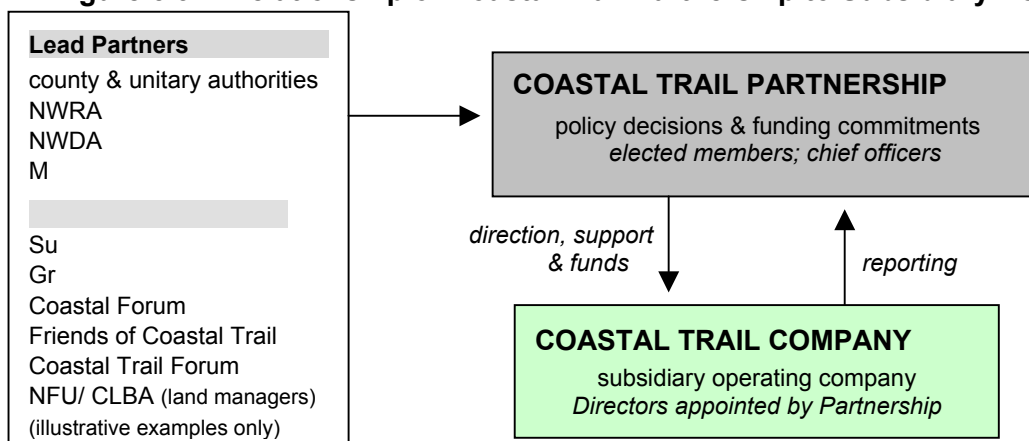 Lead Partners
county & unitary authorities
NWRA
NWDA
M
Su
Gr
Coastal Forum
Friends of Coastal Trail
Coastal Trail Forum
NFU/ CLBA (land managers)
(illustrative examples only)
COASTAL TRAIL PARTNERSHIP
policy decisions & funding commitments
elected members; chief officers
direction, support
& funds
reporting
COASTAL TRAIL COMPANY
subsidiary operating company
Directors appointed by Partnership